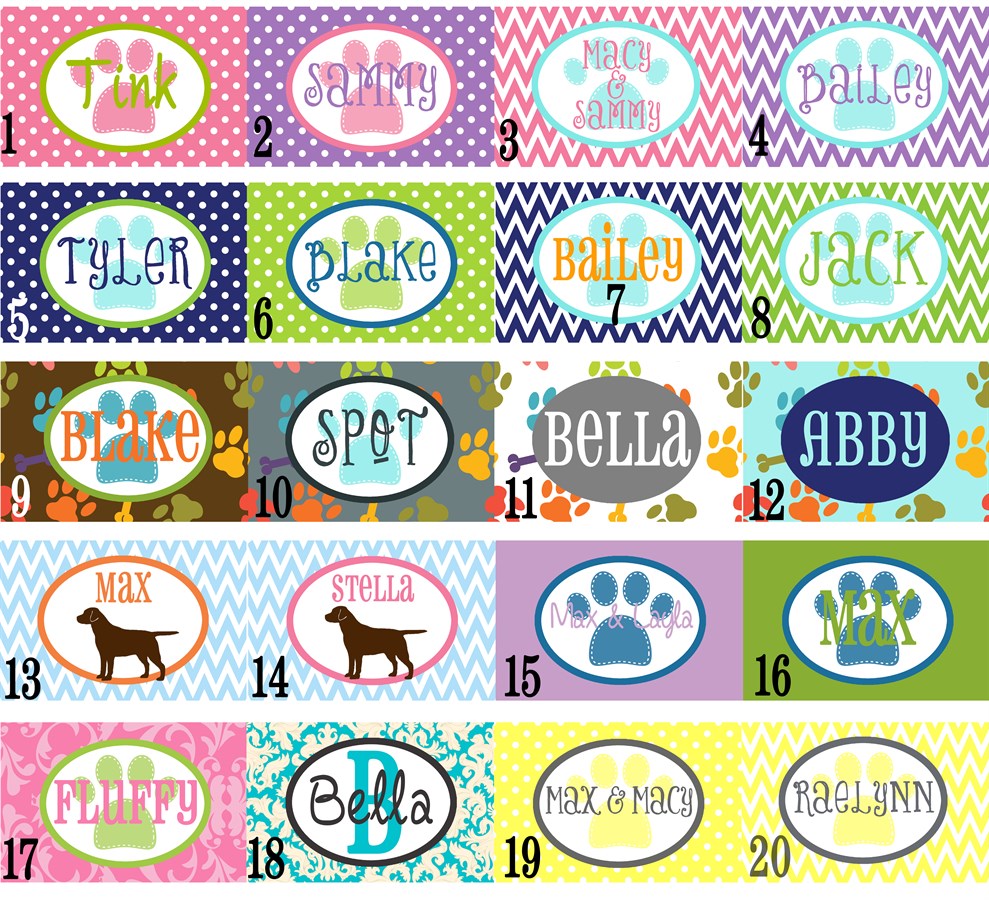 Tink
1
SAMMY
2
MACY
&
SAMMY
3
BAILEY
4
TYLER
5
BLAKE
6
BAILEY
7
JACK
8
BLAKE
9
SPOT
10
BELLA
11
ABBY
12
MAX
13
STELLA
14
Max & Layla
15
MAX
16
FLUFFY
17
B
Bella
18
MAX & MACY
19
RAELYNN
20